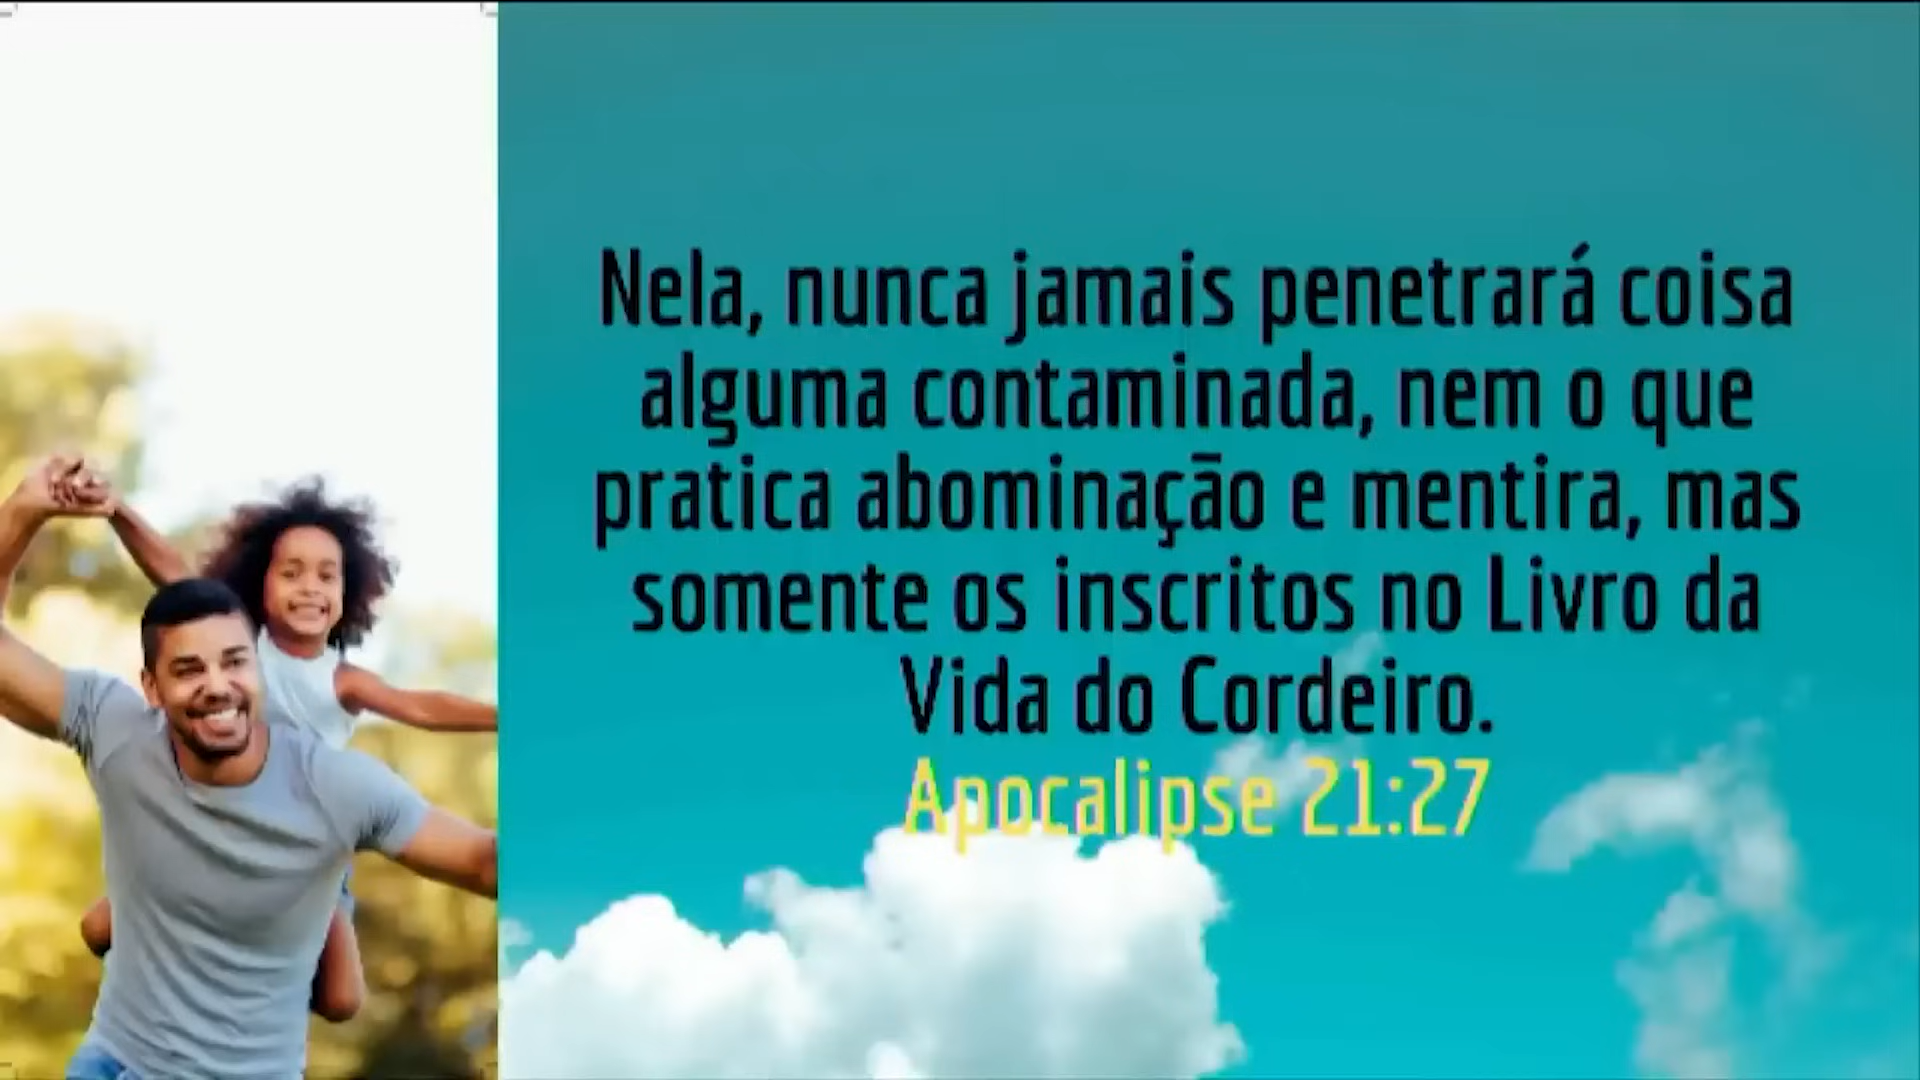 Nela, nunca jamais penetrará coisa
alguma contaminada, nem o que
pratica abominação e mentira, mas
somente os inscritos no Livro da
Vida do Cordeiro.
Apocalipse 21:27